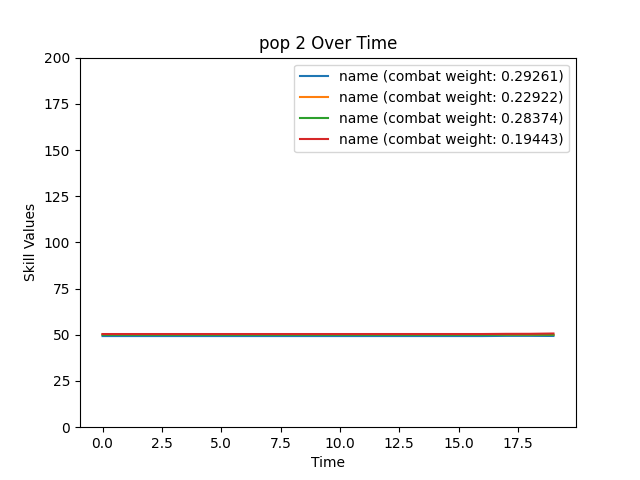 pop 2 Over Time
name (combat weight: 0.29261)
name (combat weight: 0.22922)
name (combat weight: 0.28374)
name (combat weight: 0.19443)
200
175
150
125
100
75
50
25
0
Skill Values
0.0 2.5 5.0 7.5 10.0 12.5 15.0 17.5
Time